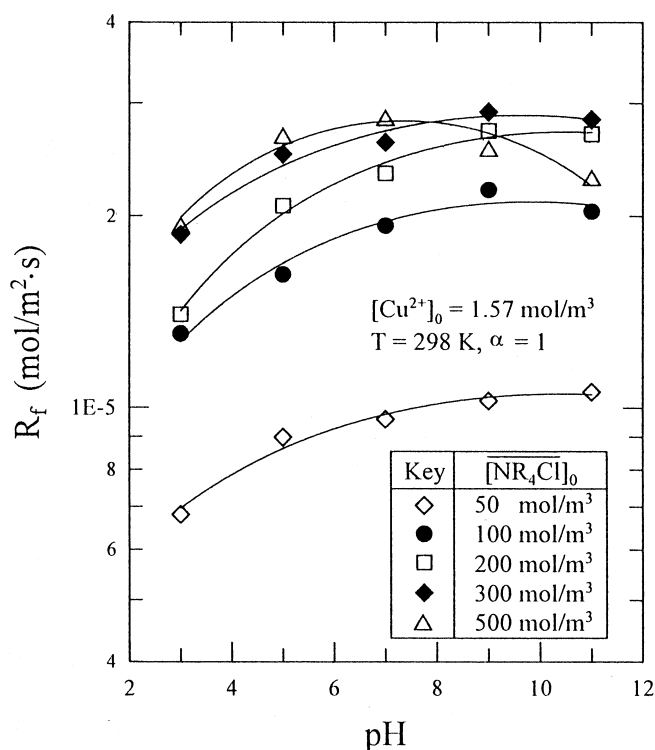 4
2
1E-5
8
6
4
R_f (mol/m²·s)
[Cu²⁺]₀ = 1.57 mol/m³
T = 298 K, α = 1
Key [NR₄Cl]₀
50 mol/m³
100 mol/m³
200 mol/m³
300 mol/m³
500 mol/m³
2 4 6 8 10 12
pH